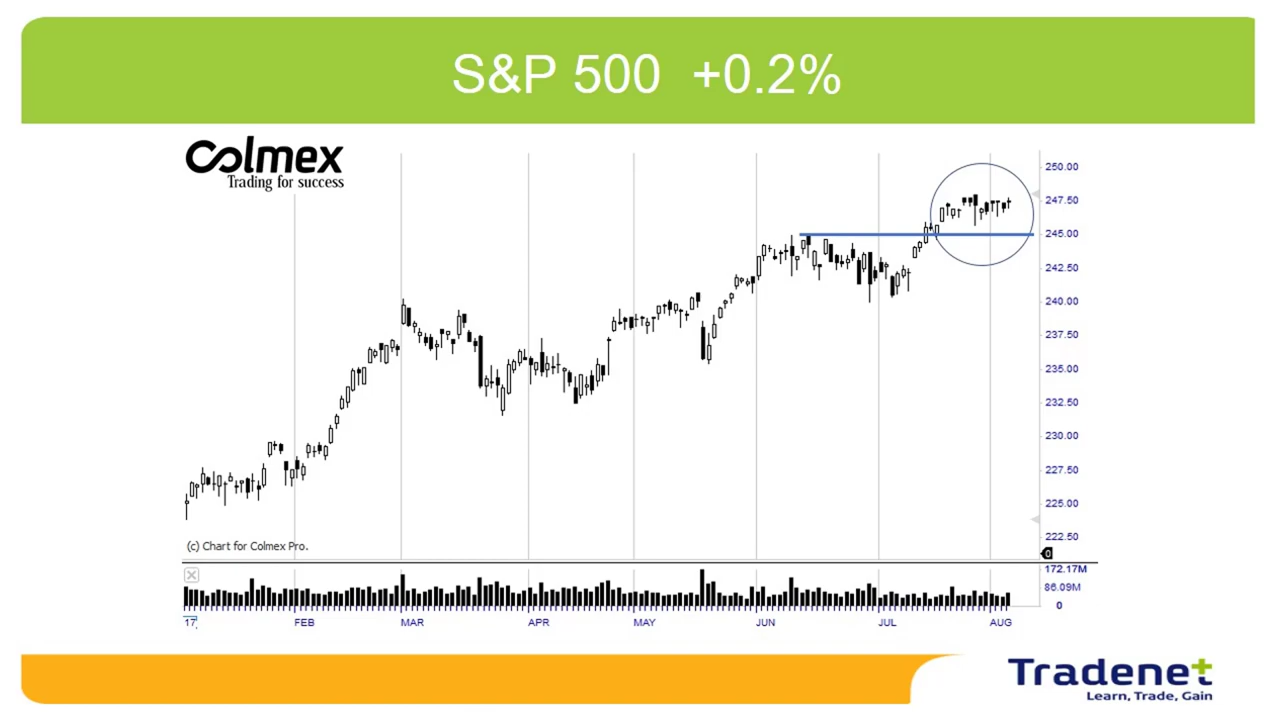 S&P 500 +0.2%
Colmex
Trading for success
250.00
247.50
245.00
242.50
240.00
237.50
235.00
232.50
230.00
227.50
225.00
222.50
(c) Chart for Colmex Pro.
0
172.17M
86.09M
0
17
FEB
MAR
APR
MAY
JUN
JUL
AUG
Tradenet
Learn, Trade, Gain